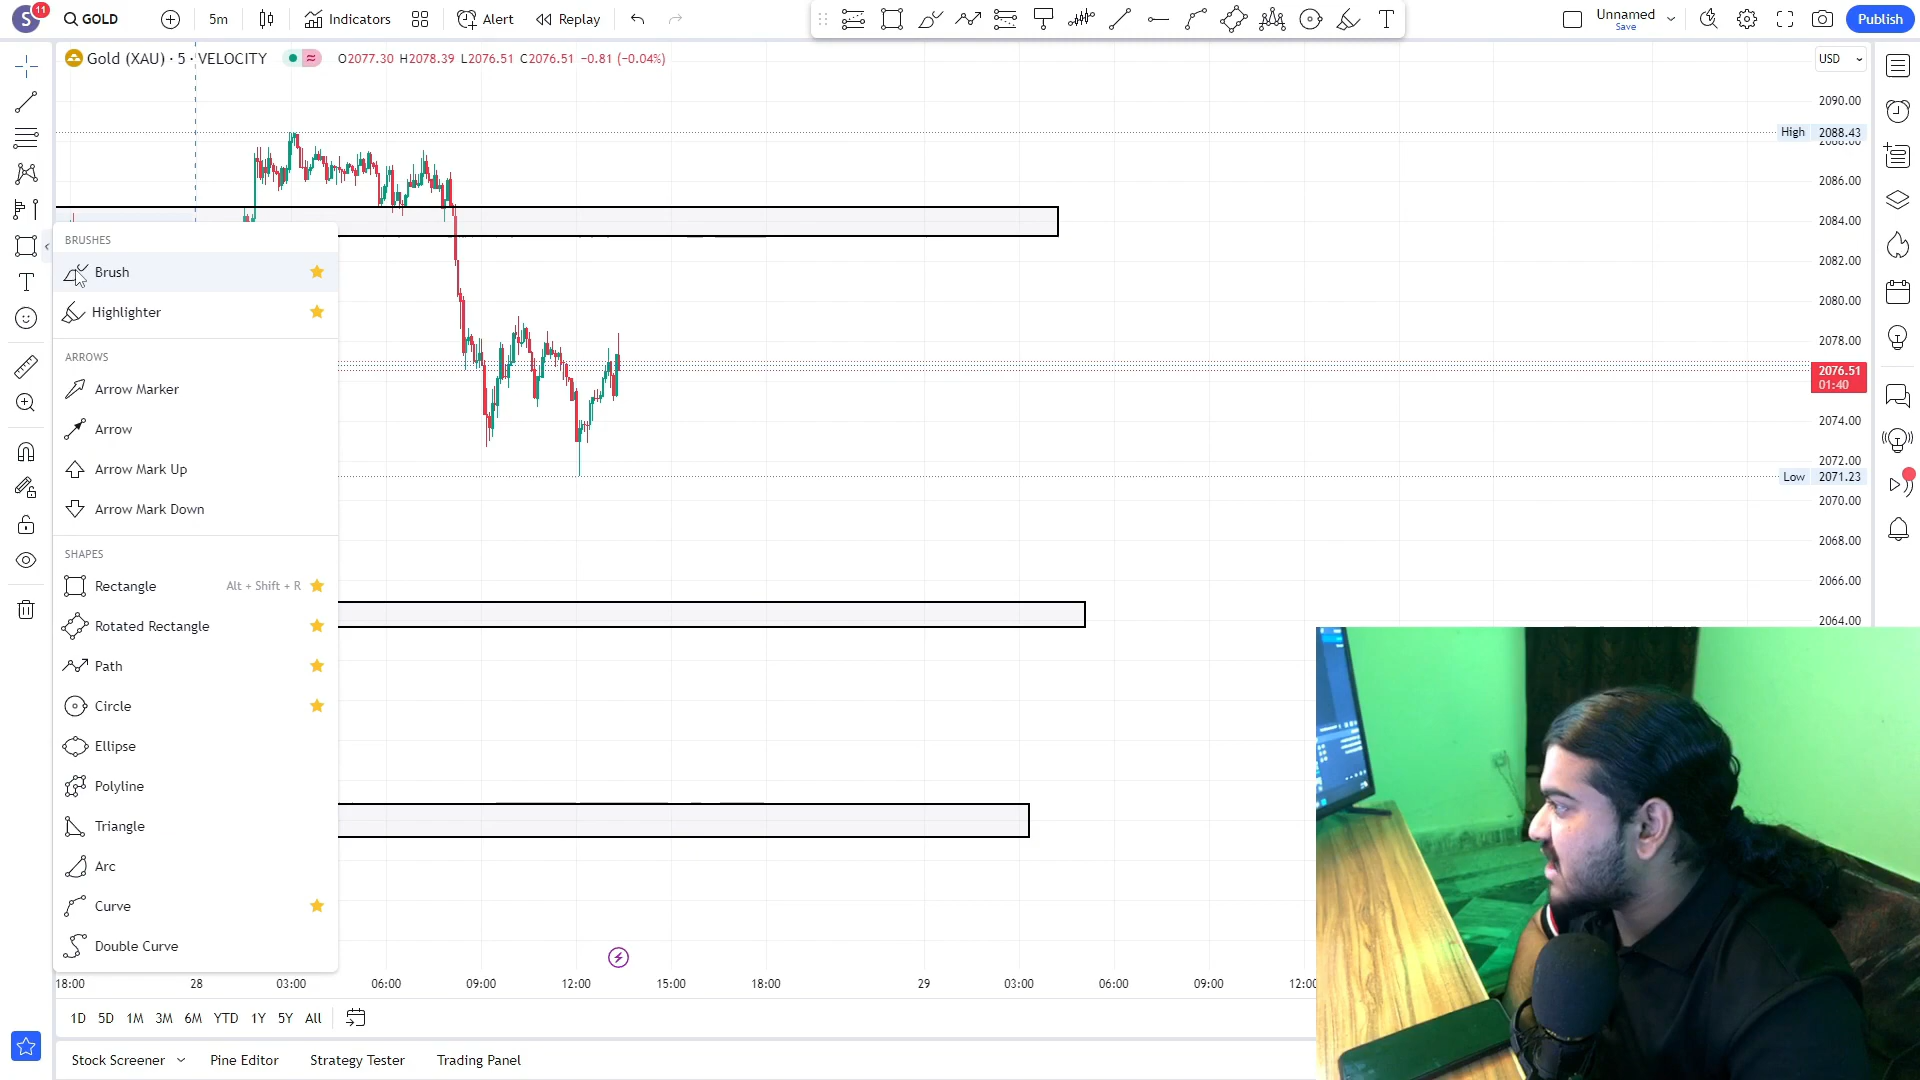 S 11 GOLD 5m Indicators Alert Replay Unnamed Save Publish
Gold (XAU) · 5 · VELOCITY O2077.30 H2078.39 L2076.51 C2076.51 −0.81 (−0.04%) USD
2090.00
High 2088.43
2088.00
2086.00
2084.00
BRUSHES
Brush
2082.00
Highlighter
2080.00
2078.00
ARROWS
2076.51
01:40
Arrow Marker
Arrow
2074.00
Arrow Mark Up
2072.00
Low 2071.23
2070.00
Arrow Mark Down
2068.00
SHAPES
Rectangle Alt + Shift + R
2066.00
Rotated Rectangle
2064.00
Path
Circle
Ellipse
Polyline
Triangle
Arc
Curve
Double Curve
18:00 28 03:00 06:00 09:00 12:00 15:00 18:00 29 03:00 06:00 09:00 12:00
1D 5D 1M 3M 6M YTD 1Y 5Y All
Stock Screener Pine Editor Strategy Tester Trading Panel